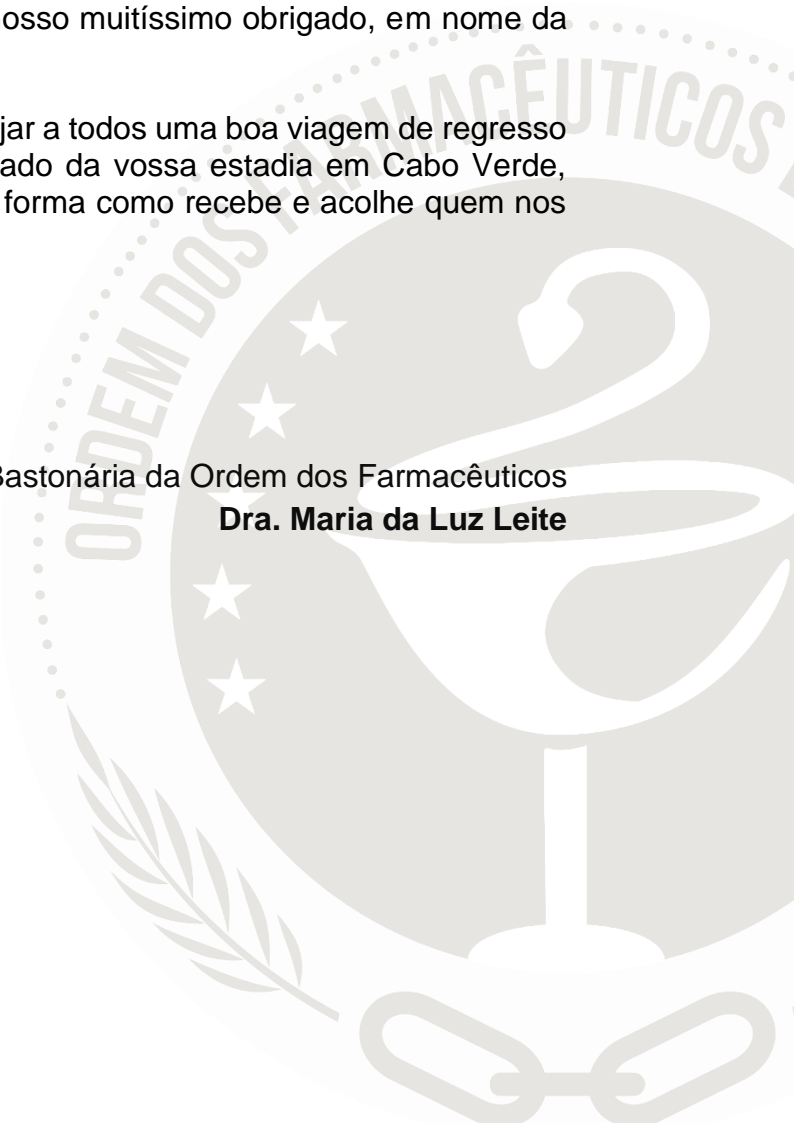 nosso muitíssimo obrigado, em nome da
jar a todos uma boa viagem de regresso
ado da vossa estadia em Cabo Verde,
forma como recebe e acolhe quem nos
Bastonária da Ordem dos Farmacêuticos
Dra. Maria da Luz Leite
ORDEM DOS FARMACÊUTICOS